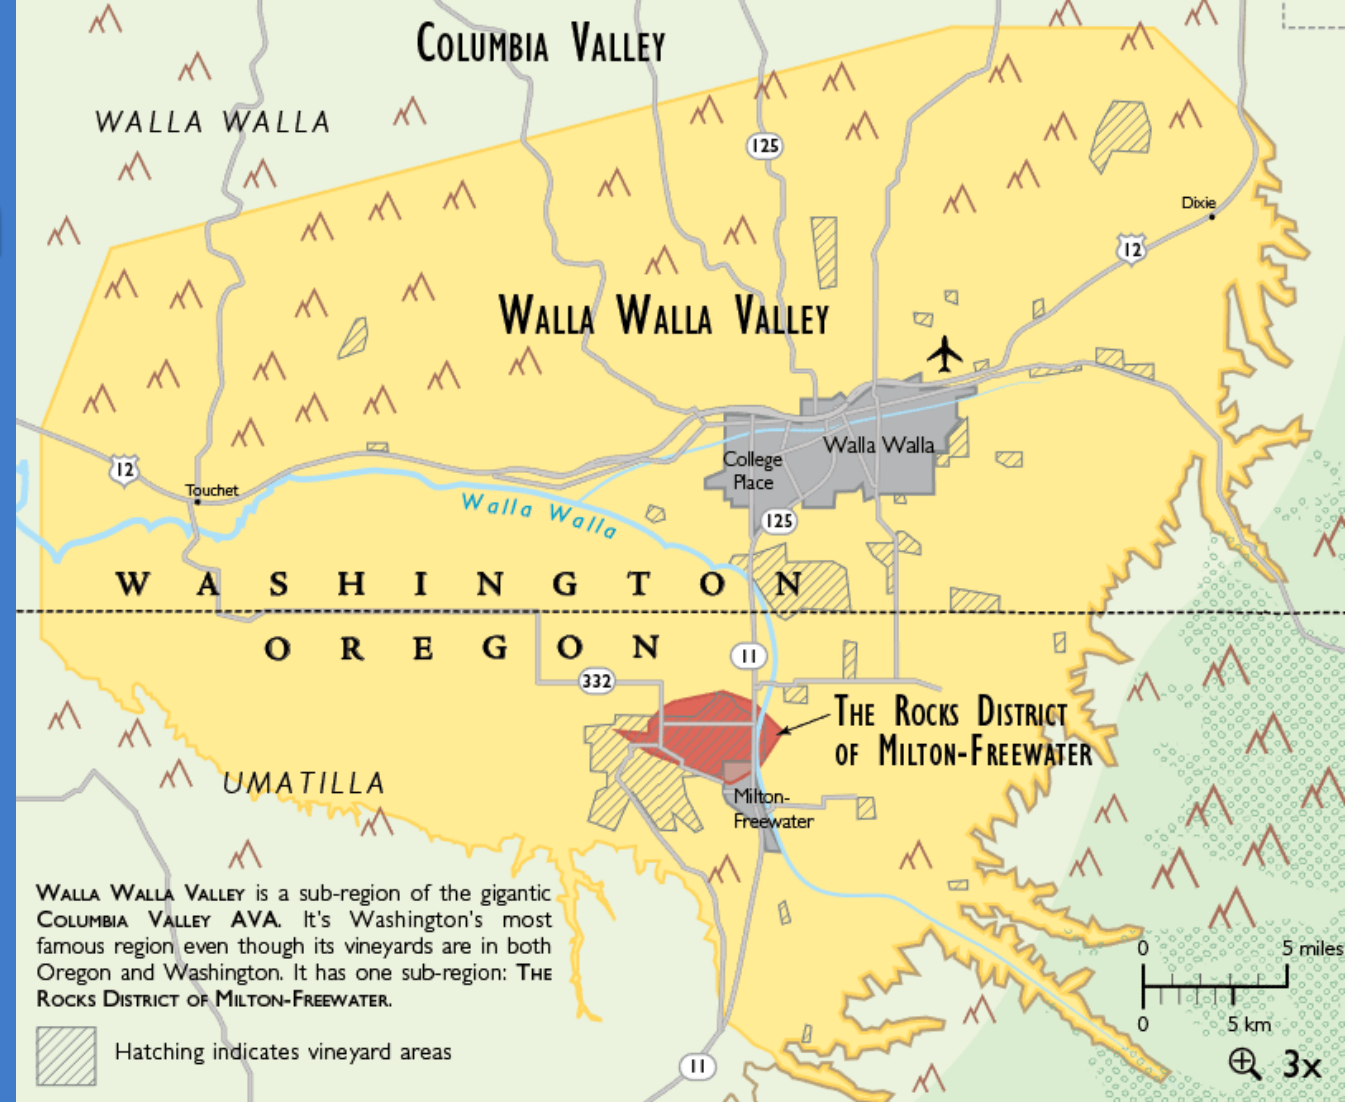 COLUMBIA VALLEY
WALLA WALLA
125
Dixie
12
WALLA WALLA VALLEY
Walla Walla
College
Place
12
Touchet
Walla Walla
125
WASHINGTON
OREGON
11
332
THE ROCKS DISTRICT
OF MILTON-FREEWATER
UMATILLA
Milton-
Freewater
WALLA WALLA VALLEY is a sub-region of the gigantic
COLUMBIA VALLEY AVA. It's Washington's most
famous region even though its vineyards are in both
Oregon and Washington. It has one sub-region: THE
ROCKS DISTRICT OF MILTON-FREEWATER.
0 5 miles
0 5 km
Hatching indicates vineyard areas
11
3x